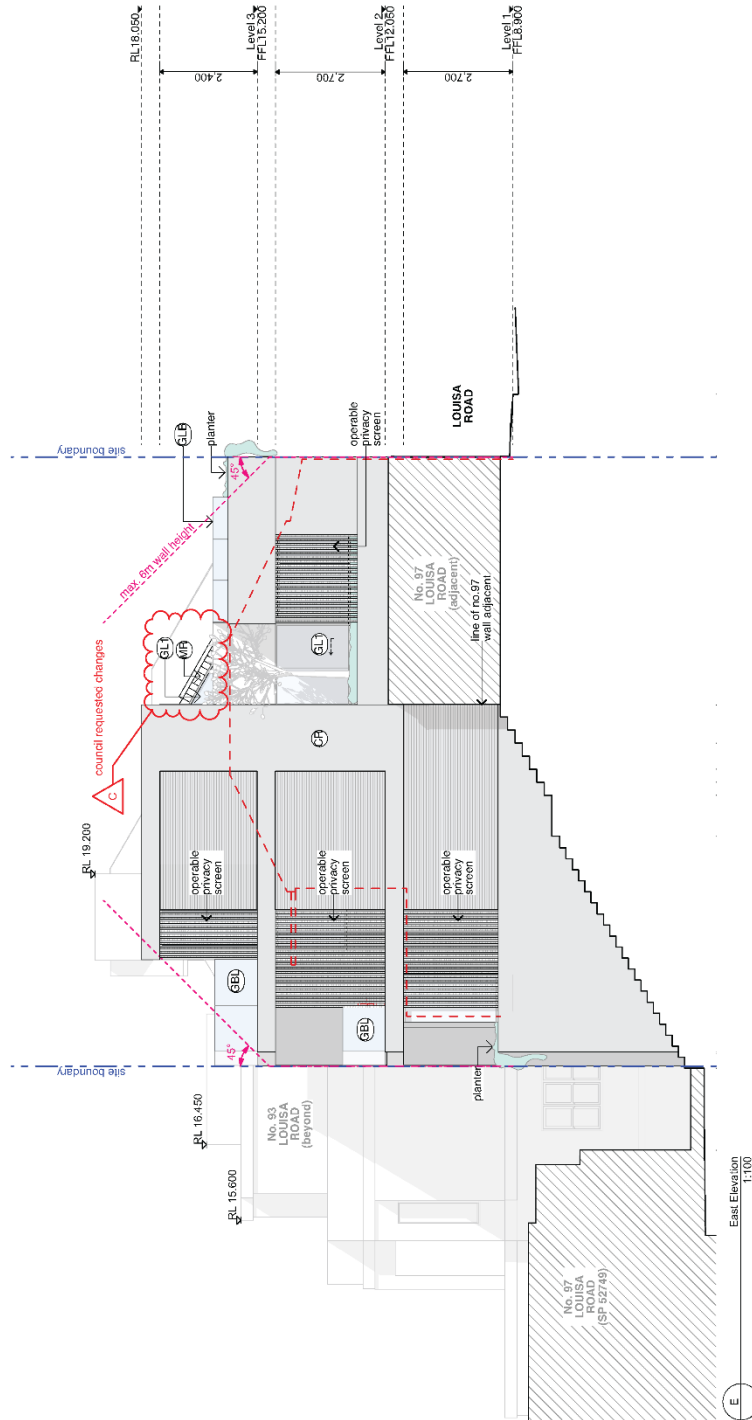 RL18.050
Level 3
FFL15.200
Level 2
FFL12.050
Level 1
FFL8.900
2,400
2,700
2,700
site boundary
LOUISA
ROAD
GLB
planter
45°
max. 6m wall height
operable
privacy
screen
GL1
No. 97
LOUISA
ROAD
(adjacent)
line of no.97
wall adjacent
council requested changes
C
GL1
MR
CR
RL 19.200
operable
privacy
screen
operable
privacy
screen
operable
privacy
screen
GBL
GBL
45°
planter
site boundary
RL 16.450
RL 15.600
No. 93
LOUISA
ROAD
(beyond)
No. 97
LOUISA
ROAD
(SP 52749)
E
East Elevation
1:100